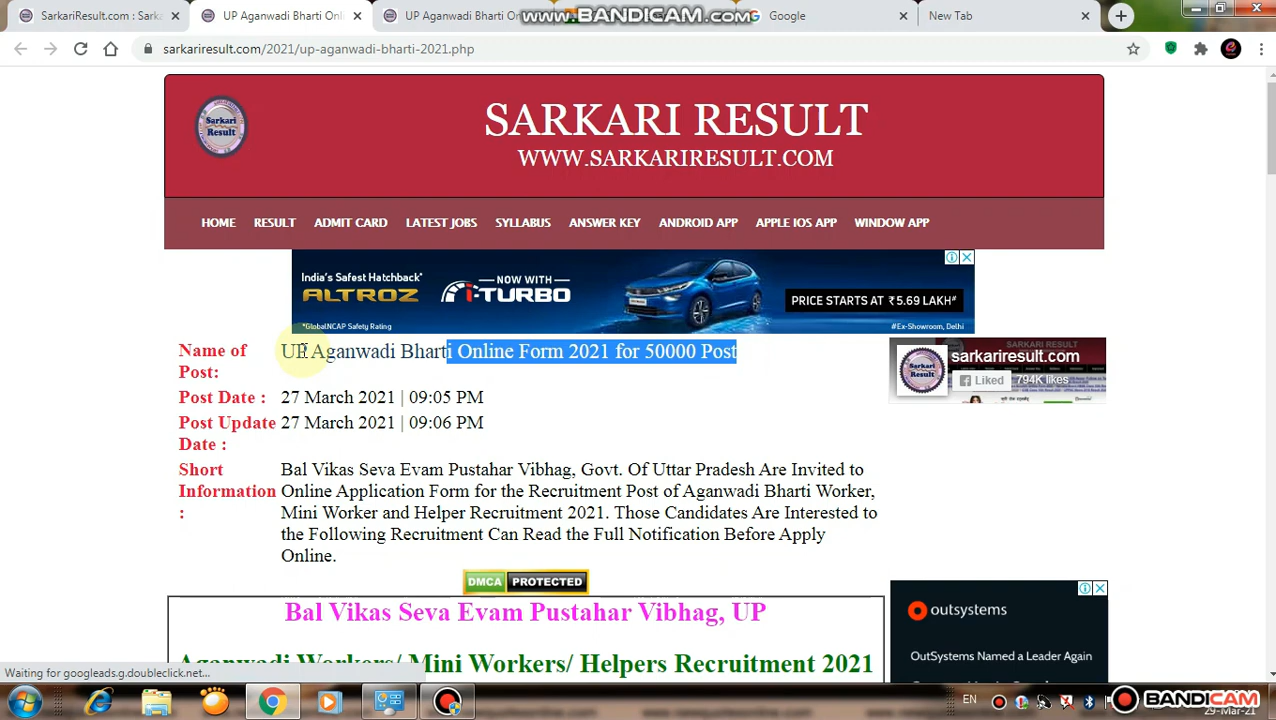 SarkariResult.com : Sarka
UP Aganwadi Bharti Onli
UP Aganwadi Bharti On
www.BANDICAM.com
Google
New Tab
sarkariresult.com/2021/up-aganwadi-bharti-2021.php
Sarkari
Result
SARKARI RESULT
WWW.SARKARIRESULT.COM
HOME
RESULT
ADMIT CARD
LATEST JOBS
SYLLABUS
ANSWER KEY
ANDROID APP
APPLE IOS APP
WINDOW APP
India's Safest Hatchback*
ALTROZ
*GlobalNCAP Safety Rating
NOW WITH
i-TURBO
PRICE STARTS AT ₹5.69 LAKH^
#Ex-Showroom, Delhi
Name of
Post:
UP Aganwadi Bharti Online Form 2021 for 50000 Post
Post Date :
27 March 2021 | 09:05 PM
Post Update
Date :
27 March 2021 | 09:06 PM
Short
Information
:
Bal Vikas Seva Evam Pustahar Vibhag, Govt. Of Uttar Pradesh Are Invited to
Online Application Form for the Recruitment Post of Aganwadi Bharti Worker,
Mini Worker and Helper Recruitment 2021. Those Candidates Are Interested to
the Following Recruitment Can Read the Full Notification Before Apply
Online.
SARKARI RESULT
sarkariresult.com
Liked
794K likes
DMCA PROTECTED
Bal Vikas Seva Evam Pustahar Vibhag, UP
Aganwadi Workers/ Mini Workers/ Helpers Recruitment 2021
outsystems
OutSystems Named a Leader Again
Waiting for googleads.g.doubleclick.net...
EN
BANDICAM
29-Mar-21